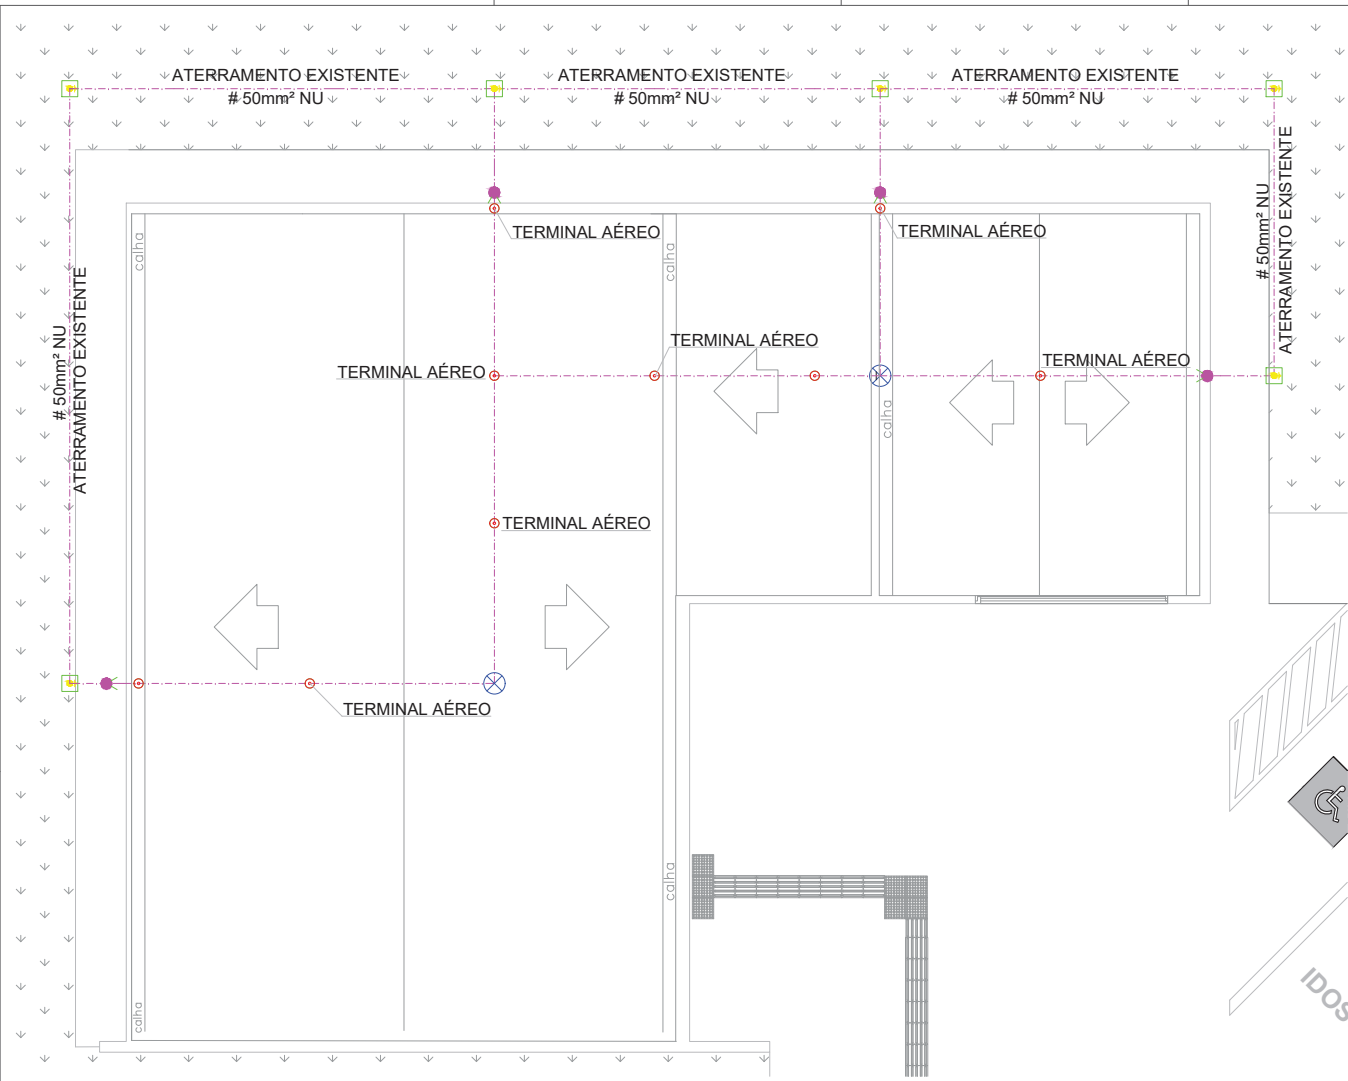 ATERRAMENTO EXISTENTE
# 50mm² NU
ATERRAMENTO EXISTENTE
# 50mm² NU
ATERRAMENTO EXISTENTE
# 50mm² NU
# 50mm² NU
ATERRAMENTO EXISTENTE
calha
TERMINAL AÉREO
calha
TERMINAL AÉREO
# 50mm² NU
ATERRAMENTO EXISTENTE
TERMINAL AÉREO
TERMINAL AÉREO
TERMINAL AÉREO
calha
TERMINAL AÉREO
TERMINAL AÉREO
calha
calha
IDOS